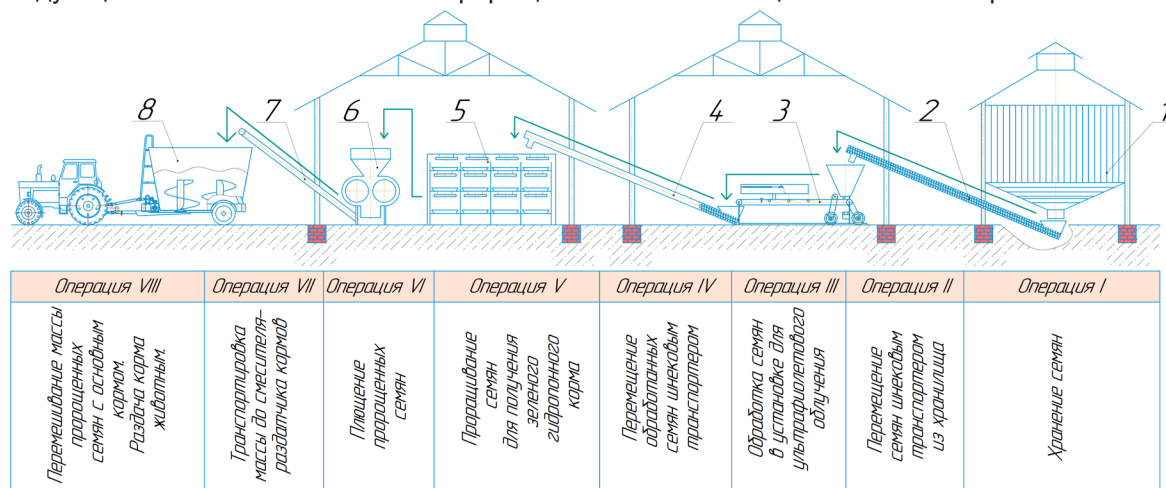 8
7
6
5
4
3
2
1
Операция VIII
Операция VII
Операция VI
Операция V
Операция IV
Операция III
Операция II
Операция I
Перемешивание массы
пророщенных
семян с основным
кормом.
Раздача корма
животным.
Транспортировка
массы до смесителя-
раздатчика кормов
Плющение
пророщенных
семян
Проращивание
семян
для получения
зеленого
гидропонного
корма
Перемещение
обработанных
семян шнековым
транспортером
Обработка семян
в установке для
ультрафиолетового
облучения
Перемещение
семян шнековым
транспортером
из хранилища
Хранение семян